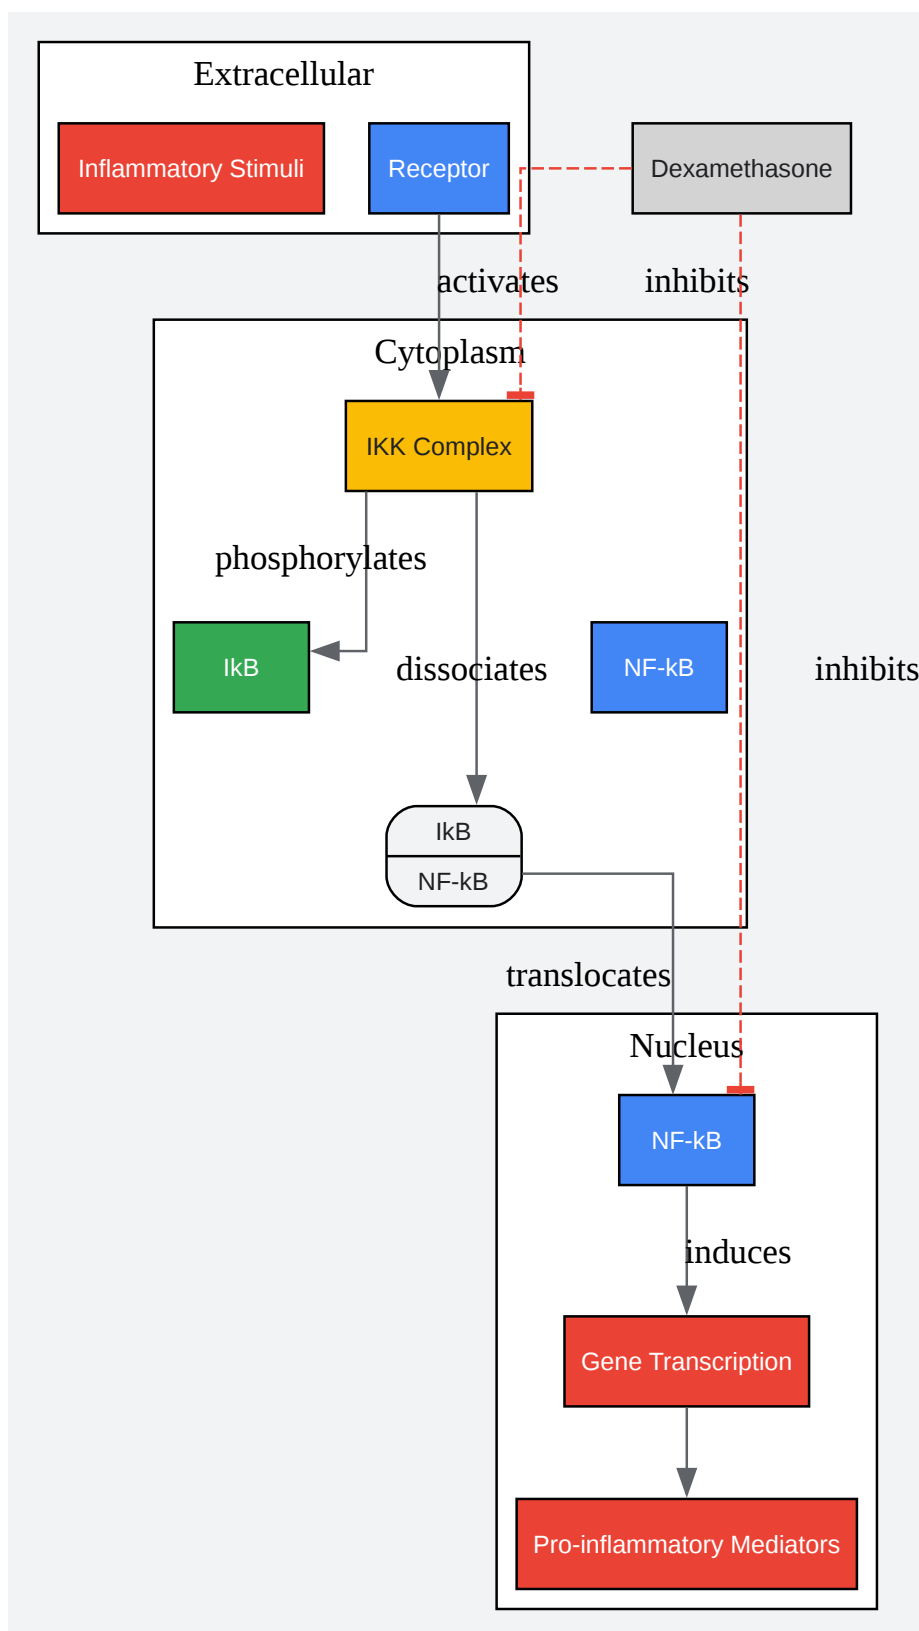 Extracellular
Inflammatory Stimuli
Receptor
Dexamethasone
activates
inhibits
Cytoplasm
IKK Complex
phosphorylates
IkB
dissociates
NF-kB
inhibits
IkB
NF-kB
translocates
Nucleus
NF-kB
induces
Gene Transcription
Pro-inflammatory Mediators